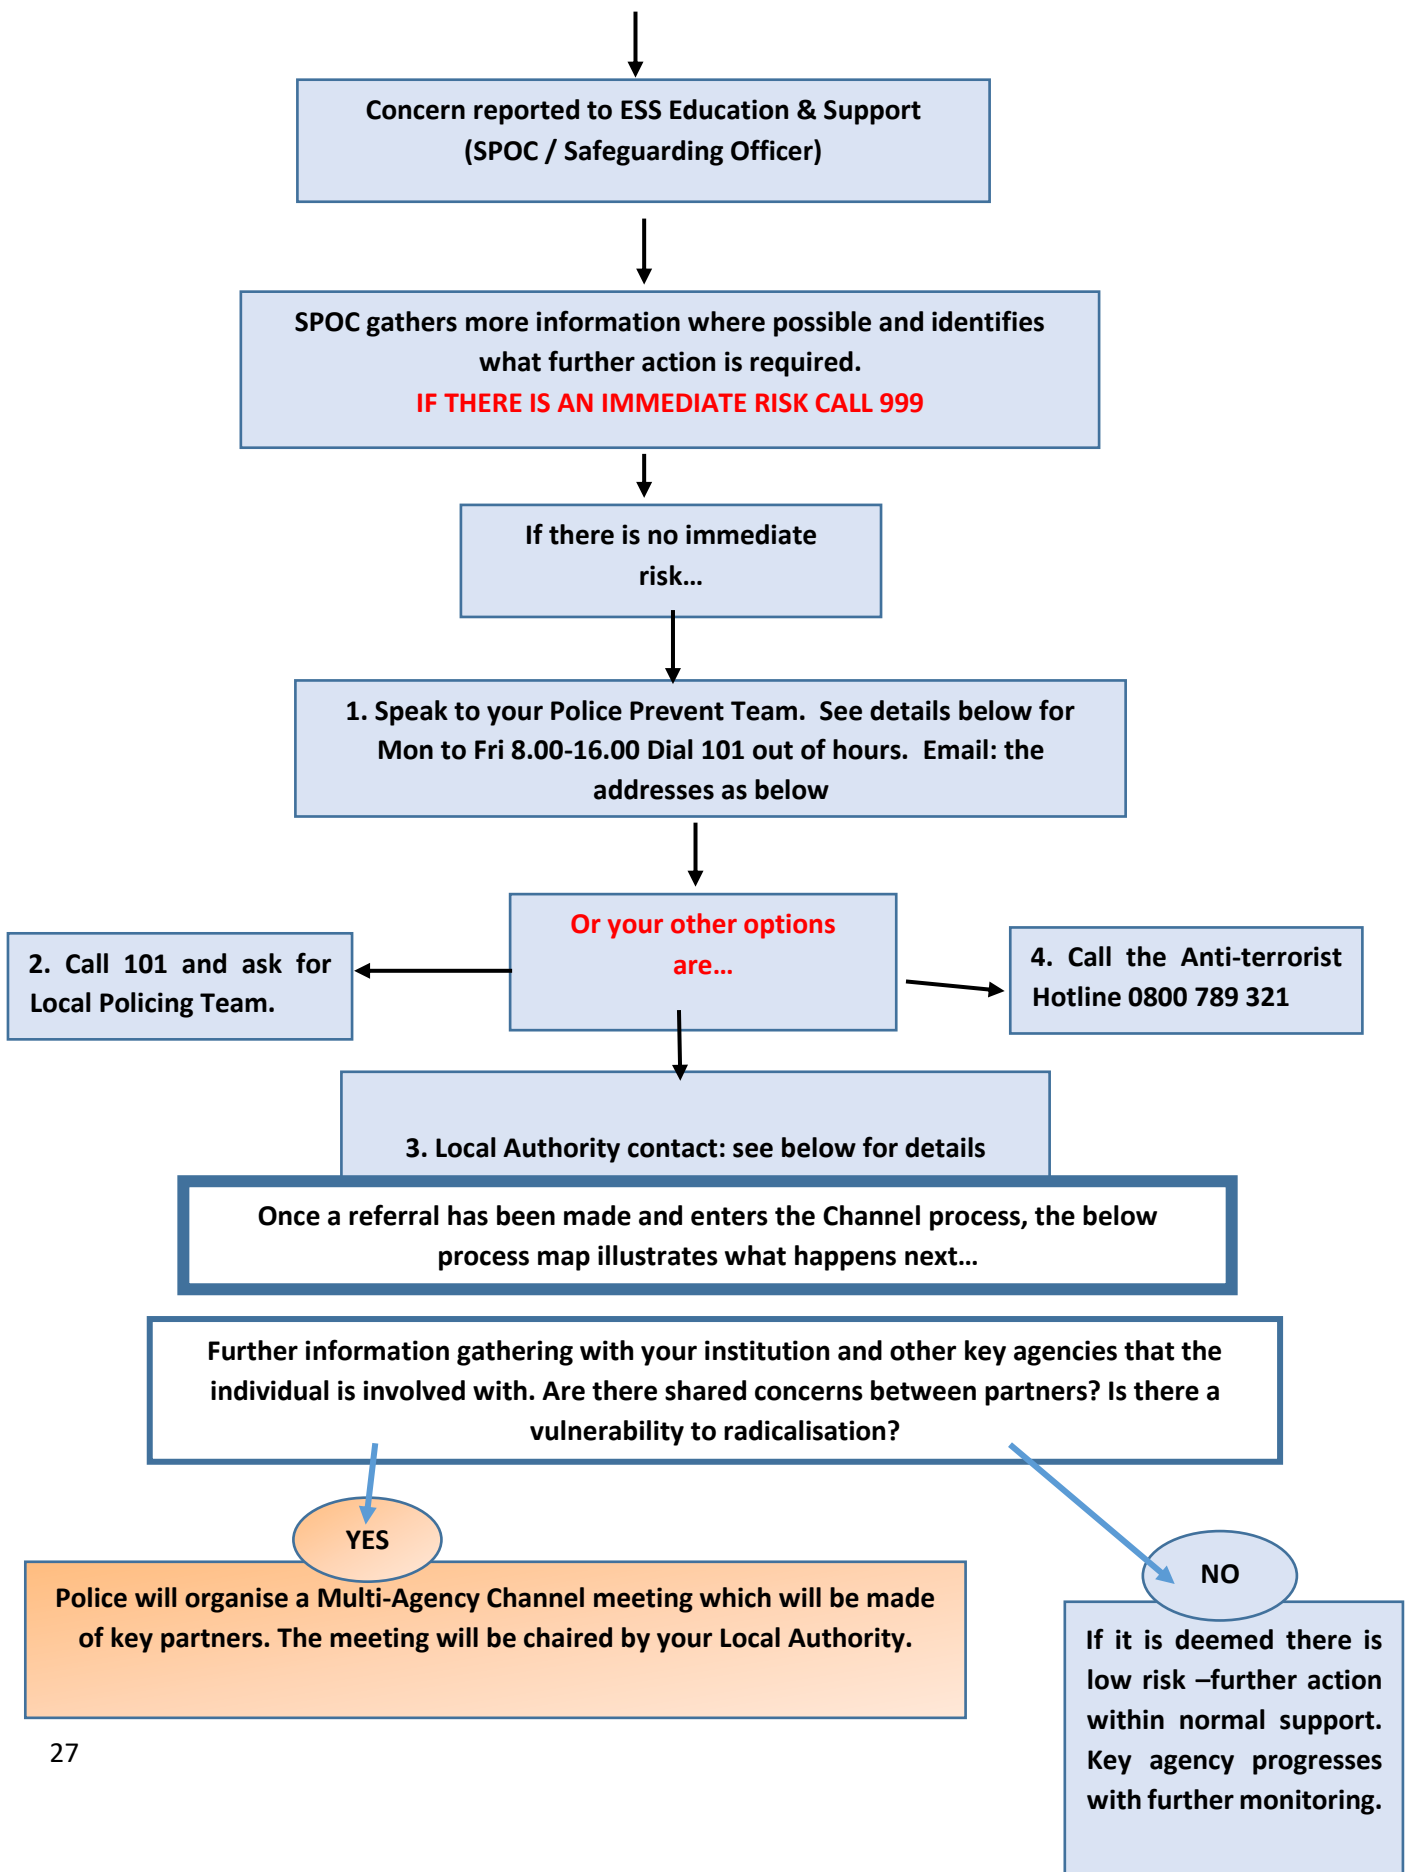 Concern reported to ESS Education & Support
(SPOC / Safeguarding Officer)
SPOC gathers more information where possible and identifies
what further action is required.
IF THERE IS AN IMMEDIATE RISK CALL 999
If there is no immediate
risk…
1. Speak to your Police Prevent Team.  See details below for
Mon to Fri 8.00-16.00 Dial 101 out of hours.  Email: the
addresses as below
Or your other options
are…
2. Call 101 and ask for
Local Policing Team.
4. Call the Anti-terrorist
Hotline 0800 789 321
3. Local Authority contact: see below for details
Once a referral has been made and enters the Channel process, the below
process map illustrates what happens next…
Further information gathering with your institution and other key agencies that the
individual is involved with. Are there shared concerns between partners? Is there a
vulnerability to radicalisation?
YES
Police will organise a Multi-Agency Channel meeting which will be made
of key partners. The meeting will be chaired by your Local Authority.
NO
If it is deemed there is
low risk –further action
within normal support.
Key agency progresses
with further monitoring.
27